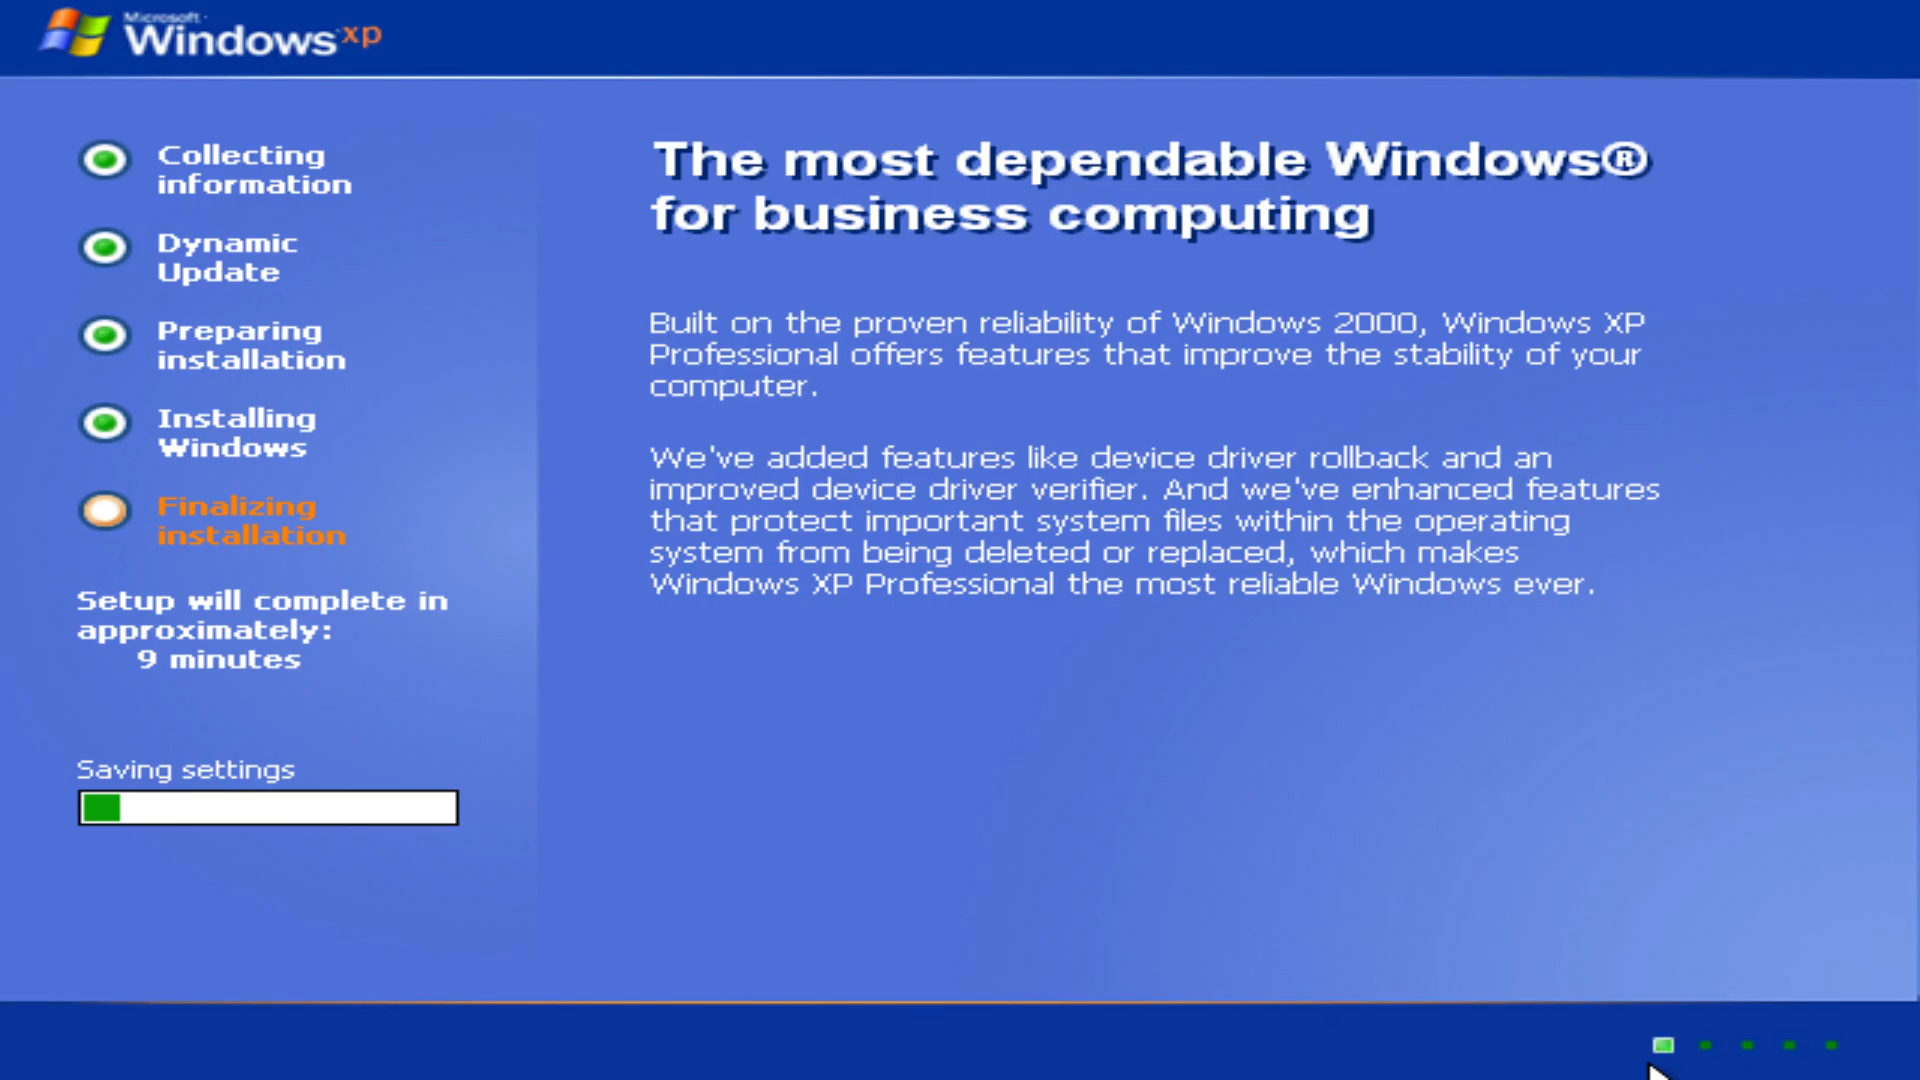 Microsoft
Windows xp
Collecting
information
Dynamic
Update
Preparing
installation
Installing
Windows
Finalizing
installation
Setup will complete in
approximately:
9 minutes
Saving settings
The most dependable Windows®
for business computing
Built on the proven reliability of Windows 2000, Windows XP
Professional offers features that improve the stability of your
computer.
We've added features like device driver rollback and an
improved device driver verifier. And we've enhanced features
that protect important system files within the operating
system from being deleted or replaced, which makes
Windows XP Professional the most reliable Windows ever.